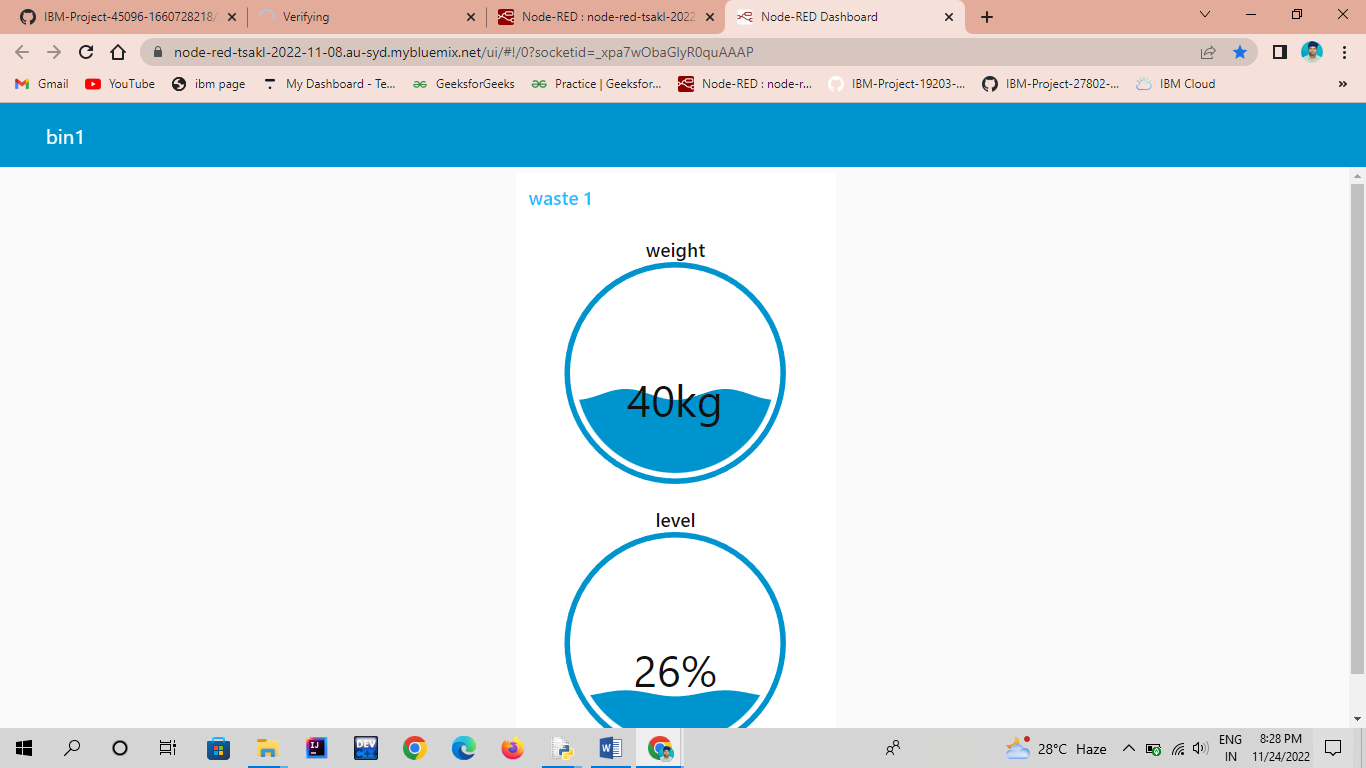 IBM-Project-45096-1660728218/
Verifying
Node-RED : node-red-tsakl-2022
Node-RED Dashboard
node-red-tsakl-2022-11-08.au-syd.mybluemix.net/ui/#!/0?socketid=_xpa7wObaGlyR0quAAAP
Gmail
YouTube
ibm page
My Dashboard - Te...
GeeksforGeeks
Practice | Geeksfor...
Node-RED : node-r...
IBM-Project-19203-...
IBM-Project-27802-...
IBM Cloud
»
bin1
waste 1
weight
40kg
level
26%
IJ
DEV
W
28°C Haze
ENG
IN
8:28 PM
11/24/2022